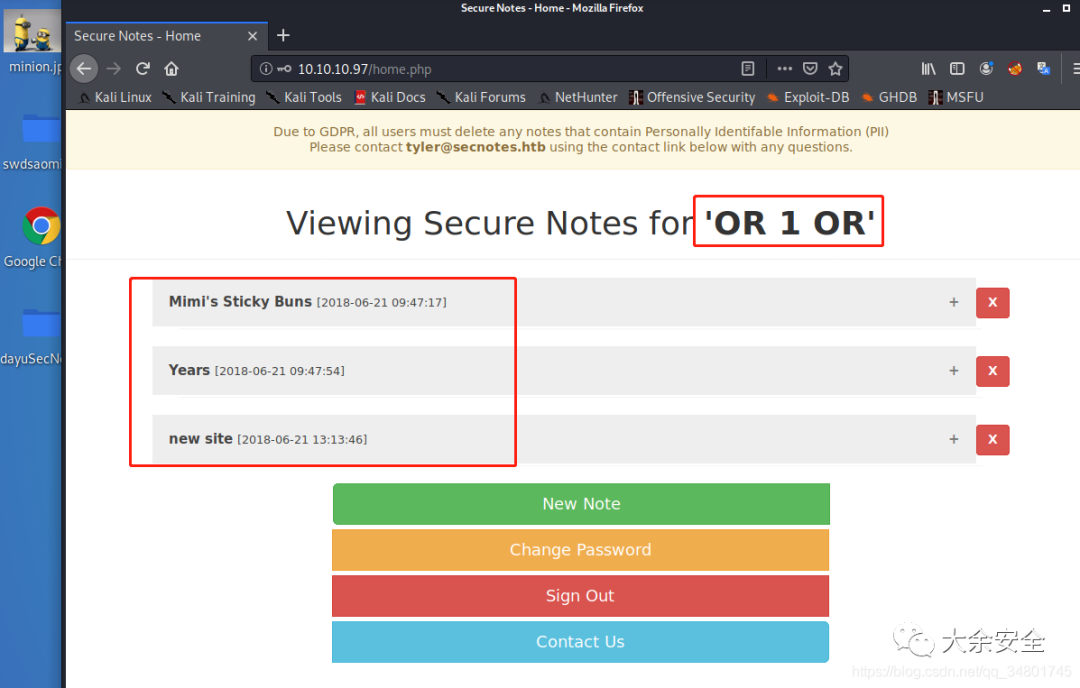 Secure Notes - Home - Mozilla Firefox
minion.jp
Secure Notes - Home
10.10.10.97/home.php
Kali Linux Kali Training Kali Tools Kali Docs Kali Forums NetHunter Offensive Security Exploit-DB GHDB MSFU
Due to GDPR, all users must delete any notes that contain Personally Identifable Information (PII)
Please contact tyler@secnotes.htb using the contact link below with any questions.
swdsaomi
Viewing Secure Notes for 'OR 1 OR'
Google Ch
Mimi's Sticky Buns [2018-06-21 09:47:17] + X
dayuSecNo
Years [2018-06-21 09:47:54] + X
new site [2018-06-21 13:13:46] + X
New Note
Change Password
Sign Out
Contact Us
大余安全
https://blog.csdn.net/qq_34801745